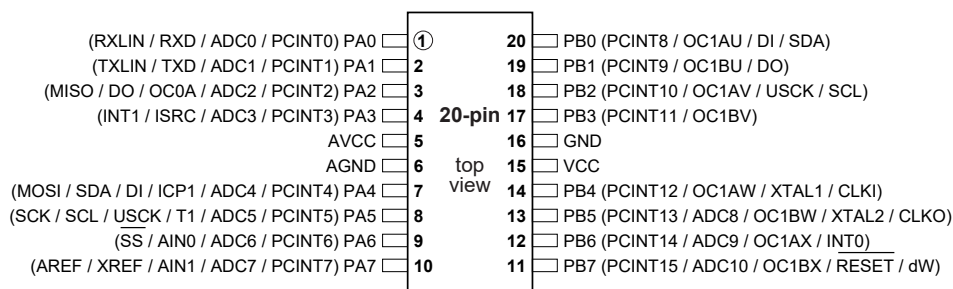 (RXLIN / RXD / ADC0 / PCINT0) PA0 1 20 PB0 (PCINT8 / OC1AU / DI / SDA)
(TXLIN / TXD / ADC1 / PCINT1) PA1 2 19 PB1 (PCINT9 / OC1BU / DO)
(MISO / DO / OC0A / ADC2 / PCINT2) PA2 3 18 PB2 (PCINT10 / OC1AV / USCK / SCL)
(INT1 / ISRC / ADC3 / PCINT3) PA3 4 20-pin 17 PB3 (PCINT11 / OC1BV)
AVCC 5 16 GND
AGND 6 top 15 VCC
(MOSI / SDA / DI / ICP1 / ADC4 / PCINT4) PA4 7 view 14 PB4 (PCINT12 / OC1AW / XTAL1 / CLKI)
(SCK / SCL / USCK / T1 / ADC5 / PCINT5) PA5 8 13 PB5 (PCINT13 / ADC8 / OC1BW / XTAL2 / CLKO)
(SS / AIN0 / ADC6 / PCINT6) PA6 9 12 PB6 (PCINT14 / ADC9 / OC1AX / INT0)
(AREF / XREF / AIN1 / ADC7 / PCINT7) PA7 10 11 PB7 (PCINT15 / ADC10 / OC1BX / RESET / dW)